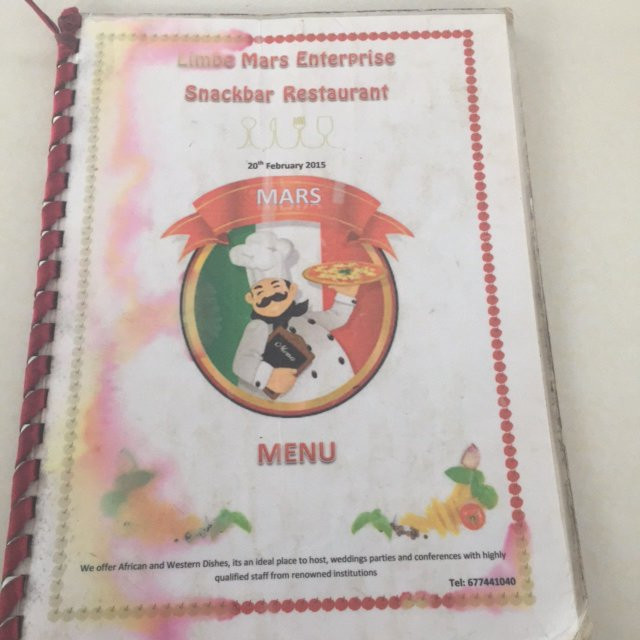 Limbe Mars Enterprise
Snackbar Restaurant
20th February 2015
MARS
Menu
MENU
We offer African and Western Dishes, its an ideal place to host, weddings parties and conferences with highly
qualified staff from renowned institutions
Tel: 677441040